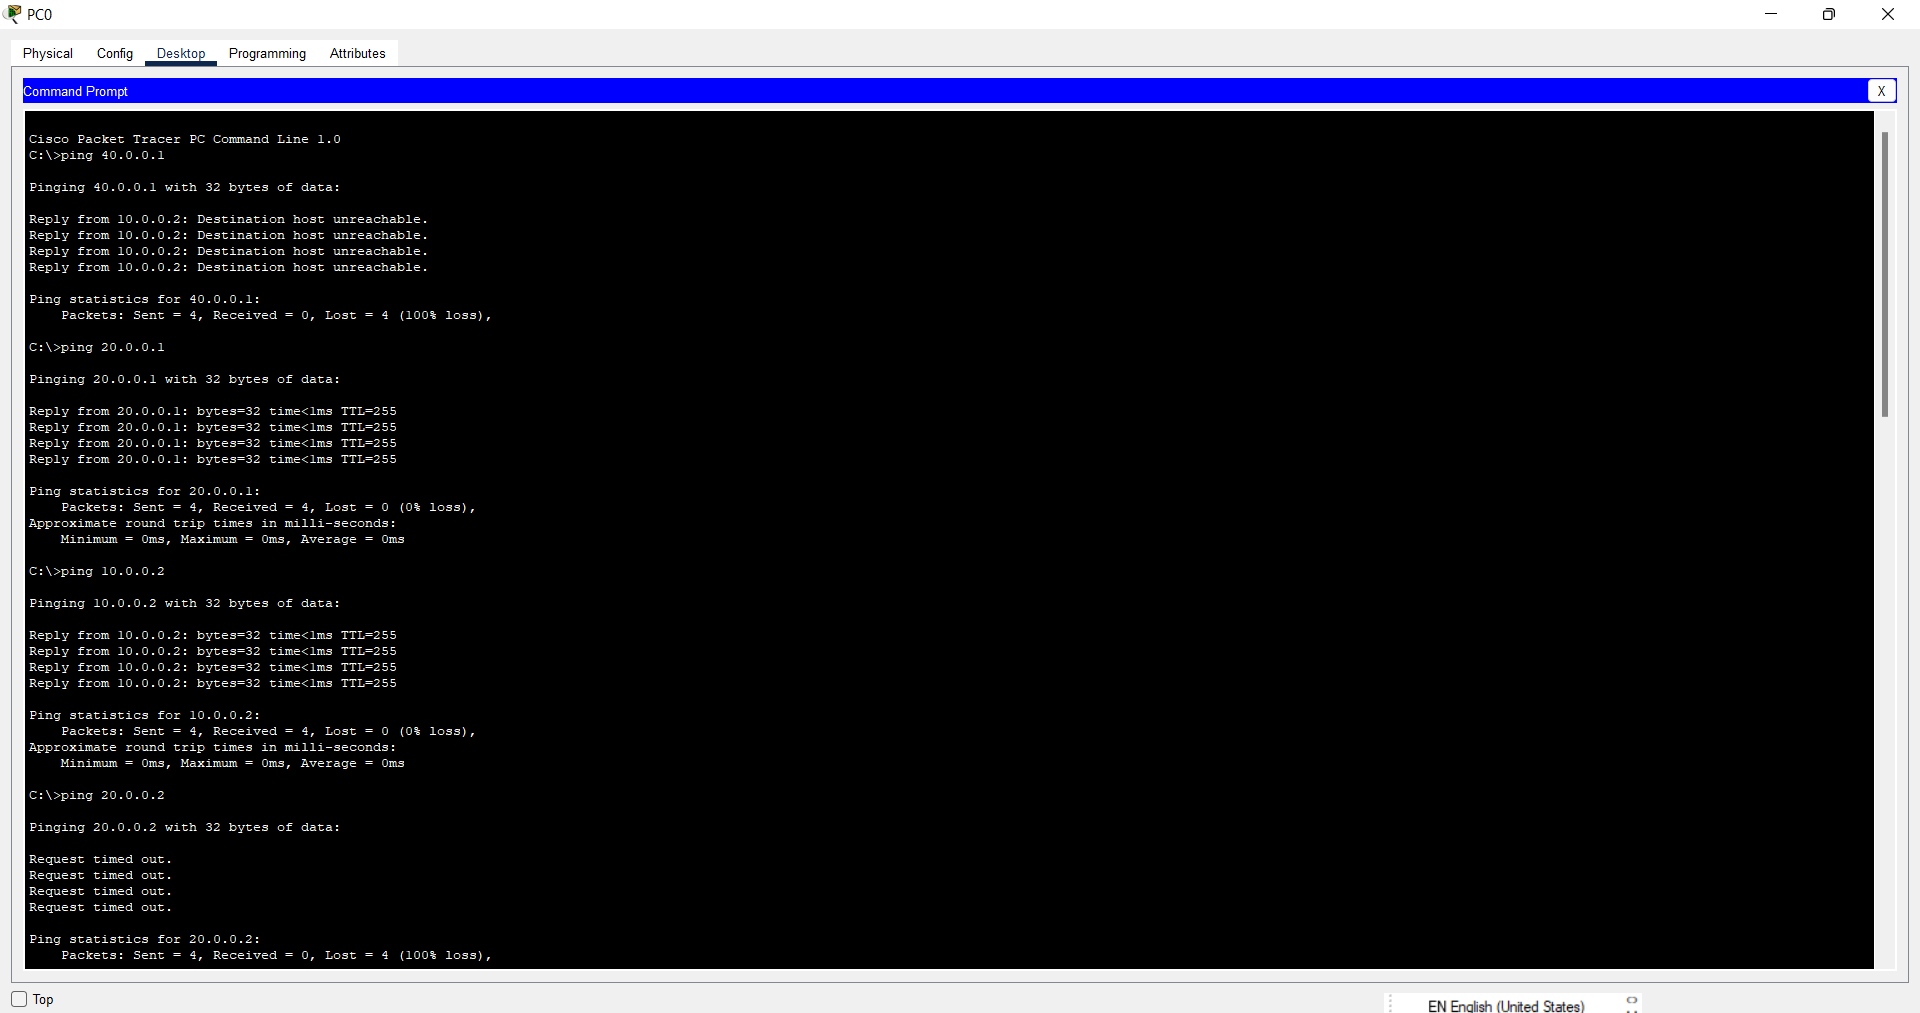 PC0
Physical Config Desktop Programming Attributes
Command Prompt X
Cisco Packet Tracer PC Command Line 1.0
C:\>ping 40.0.0.1
Pinging 40.0.0.1 with 32 bytes of data:
Reply from 10.0.0.2: Destination host unreachable.
Reply from 10.0.0.2: Destination host unreachable.
Reply from 10.0.0.2: Destination host unreachable.
Reply from 10.0.0.2: Destination host unreachable.
Ping statistics for 40.0.0.1:
Packets: Sent = 4, Received = 0, Lost = 4 (100% loss),
C:\>ping 20.0.0.1
Pinging 20.0.0.1 with 32 bytes of data:
Reply from 20.0.0.1: bytes=32 time<1ms TTL=255
Reply from 20.0.0.1: bytes=32 time<1ms TTL=255
Reply from 20.0.0.1: bytes=32 time<1ms TTL=255
Reply from 20.0.0.1: bytes=32 time<1ms TTL=255
Ping statistics for 20.0.0.1:
Packets: Sent = 4, Received = 4, Lost = 0 (0% loss),
Approximate round trip times in milli-seconds:
Minimum = 0ms, Maximum = 0ms, Average = 0ms
C:\>ping 10.0.0.2
Pinging 10.0.0.2 with 32 bytes of data:
Reply from 10.0.0.2: bytes=32 time<1ms TTL=255
Reply from 10.0.0.2: bytes=32 time<1ms TTL=255
Reply from 10.0.0.2: bytes=32 time<1ms TTL=255
Reply from 10.0.0.2: bytes=32 time<1ms TTL=255
Ping statistics for 10.0.0.2:
Packets: Sent = 4, Received = 4, Lost = 0 (0% loss),
Approximate round trip times in milli-seconds:
Minimum = 0ms, Maximum = 0ms, Average = 0ms
C:\>ping 20.0.0.2
Pinging 20.0.0.2 with 32 bytes of data:
Request timed out.
Request timed out.
Request timed out.
Request timed out.
Ping statistics for 20.0.0.2:
Packets: Sent = 4, Received = 0, Lost = 4 (100% loss),
Top
EN English (United States)